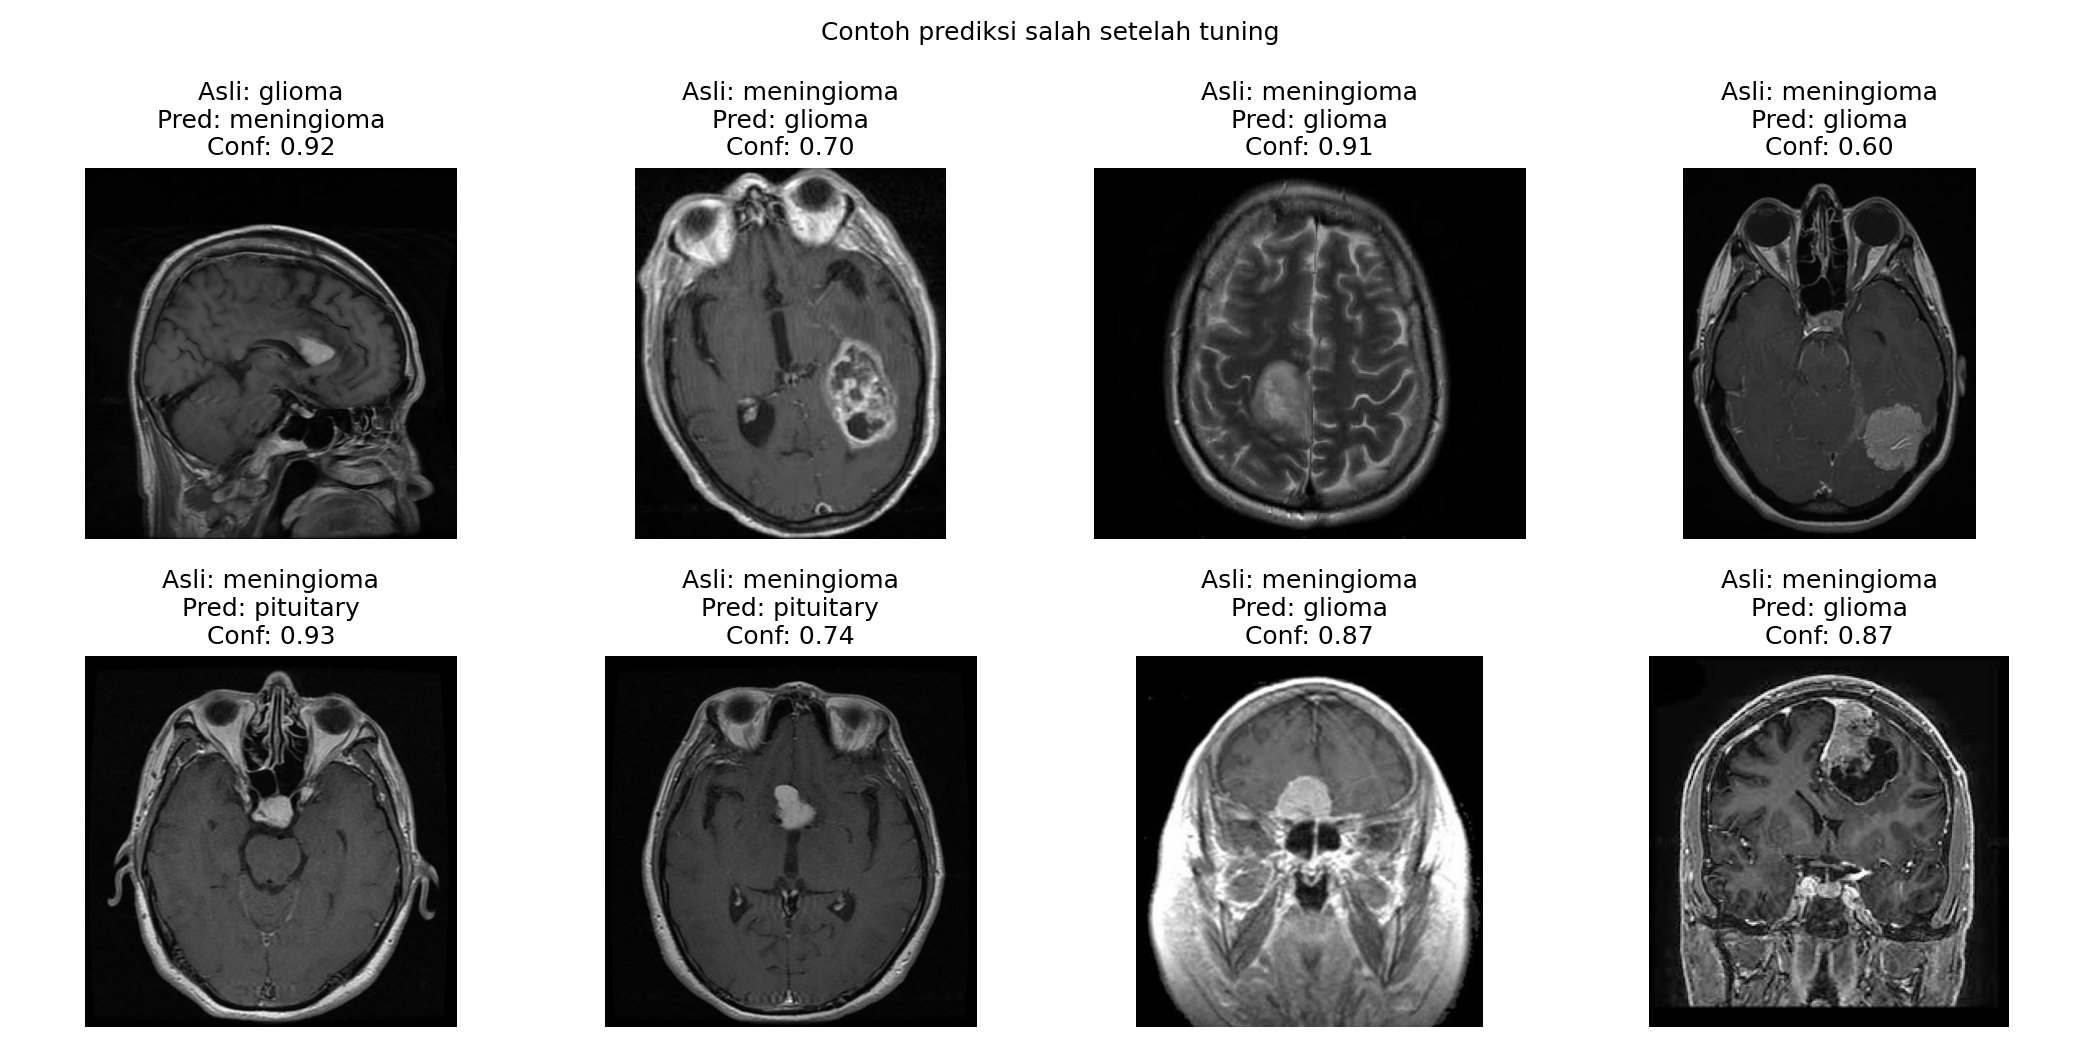 Contoh prediksi salah setelah tuning
Asli: glioma
Pred: meningioma
Conf: 0.92
Asli: meningioma
Pred: glioma
Conf: 0.70
Asli: meningioma
Pred: glioma
Conf: 0.91
Asli: meningioma
Pred: glioma
Conf: 0.60
Asli: meningioma
Pred: pituitary
Conf: 0.93
Asli: meningioma
Pred: pituitary
Conf: 0.74
Asli: meningioma
Pred: glioma
Conf: 0.87
Asli: meningioma
Pred: glioma
Conf: 0.87